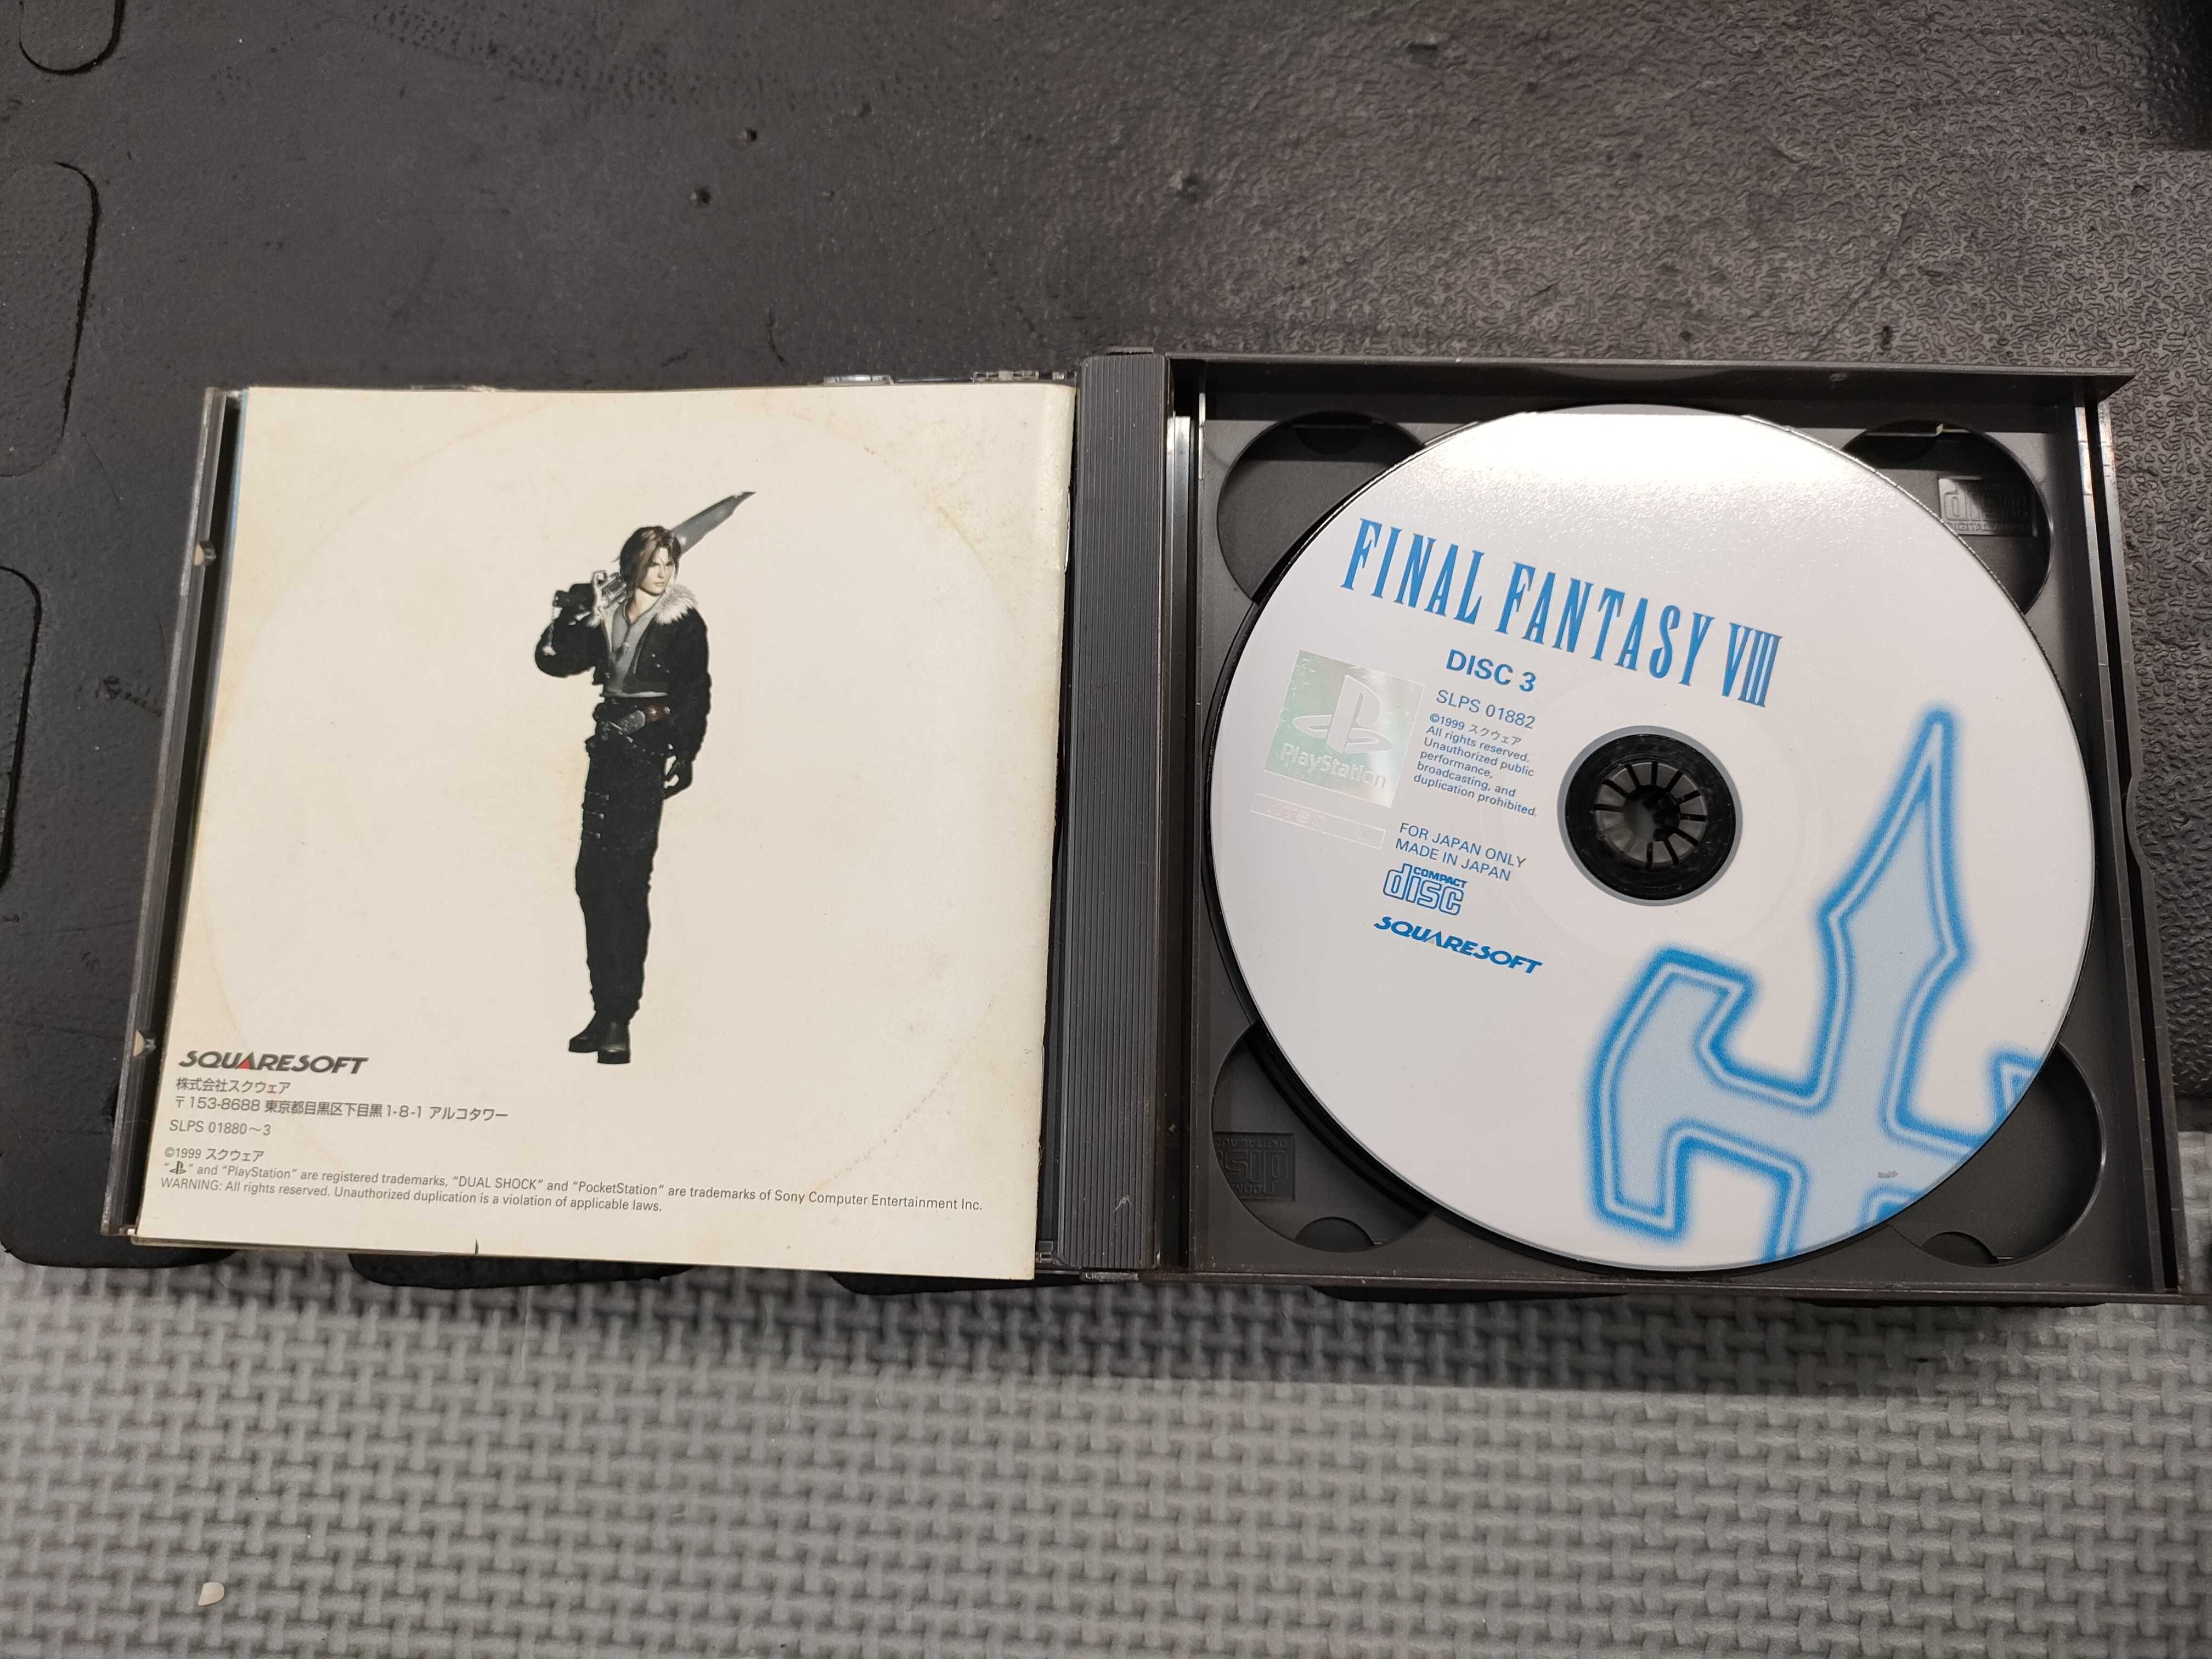 SQUARESOFT
株式会社スクウェア
〒153-8688 東京都目黒区下目黒1-8-1 アルコタワー
SLPS 01880〜3
©1999 スクウェア
“PS” and “PlayStation” are registered trademarks, “DUAL SHOCK” and “PocketStation” are trademarks of Sony Computer Entertainment Inc.
WARNING: All rights reserved. Unauthorized duplication is a violation of applicable laws.
FINAL FANTASY VIII
DISC 3
SLPS 01882
©1999 スクウェア
All rights reserved.
Unauthorized public
performance,
broadcasting, and
duplication prohibited.
PlayStation
FOR JAPAN ONLY
MADE IN JAPAN
COMPACT
disc
SQUARESOFT